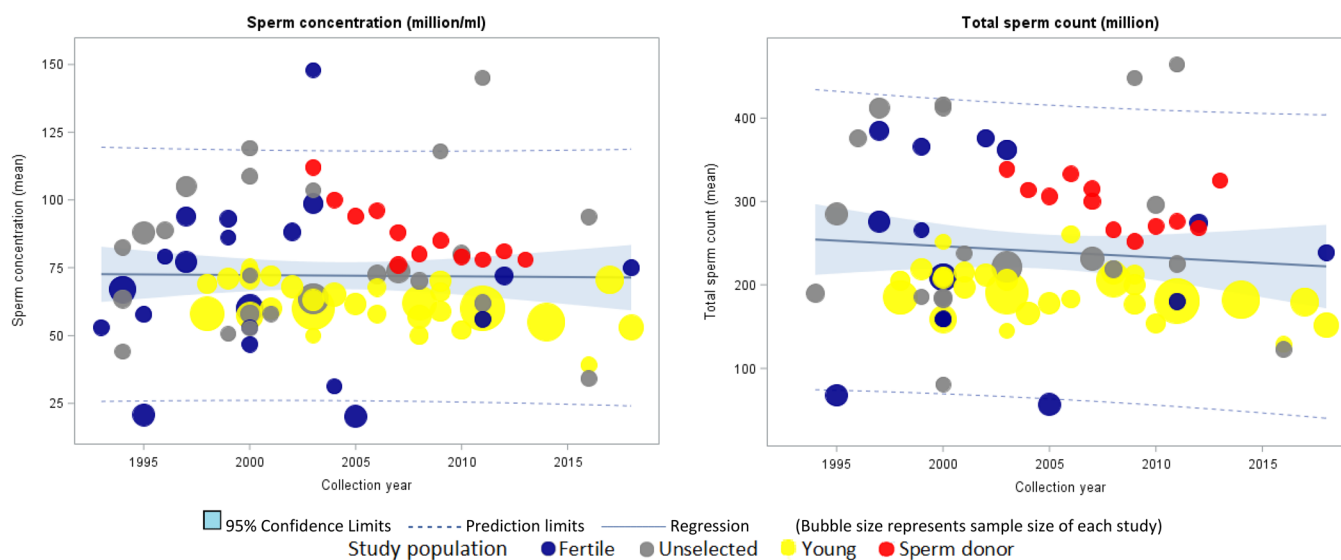 Sperm concentration (million/ml)
Sperm concentration (mean)
150
125
100
75
50
25
1995 2000 2005 2010 2015
Collection year
Total sperm count (million)
Total sperm count (mean)
400
300
200
100
1995 2000 2005 2010 2015
Collection year
95% Confidence Limits Prediction limits Regression (Bubble size represents sample size of each study)
Study population Fertile Unselected Young Sperm donor